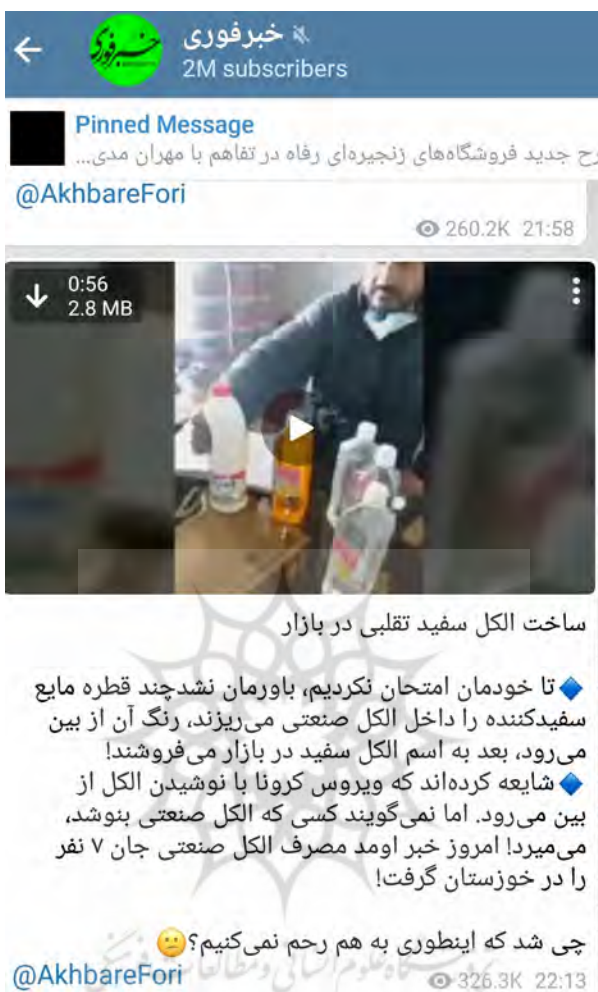 خبرفوری
خبرفوری
2M subscribers
Pinned Message
رح جدید فروشگاه‌های زنجیره‌ای رفاه در تفاهم با مهران مدی...
@AkhbareFori
260.2K 21:58
0:56
2.8 MB
ساخت الکل سفید تقلبی در بازار
🔷تا خودمان امتحان نکردیم، باورمان نشدچند قطره مایع
سفیدکننده را داخل الکل صنعتی می‌ریزند، رنگ آن از بین
می‌رود، بعد به اسم الکل سفید در بازار می‌فروشند!
🔷شایعه کرده‌اند که ویروس کرونا با نوشیدن الکل از
بین می‌رود. اما نمی‌گویند کسی که الکل صنعتی بنوشد،
می‌میرد! امروز خبر اومد مصرف الکل صنعتی جان ۷ نفر
را در خوزستان گرفت!
چی شد که اینطوری به هم رحم نمی‌کنیم؟😕
@AkhbareFori
326.3K 22:13